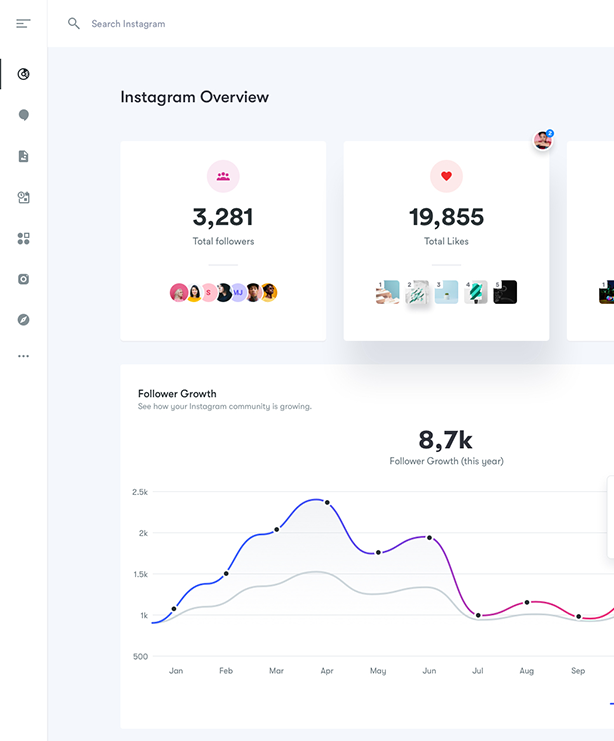 Search Instagram
Instagram Overview
2
3,281
Total followers
S
MJ
19,855
Total Likes
1 2 3 4 5
1
Follower Growth
See how your Instagram community is growing.
8,7k
Follower Growth (this year)
2.5k
2k
1.5k
1k
500
Jan Feb Mar Apr May Jun Jul Aug Sep